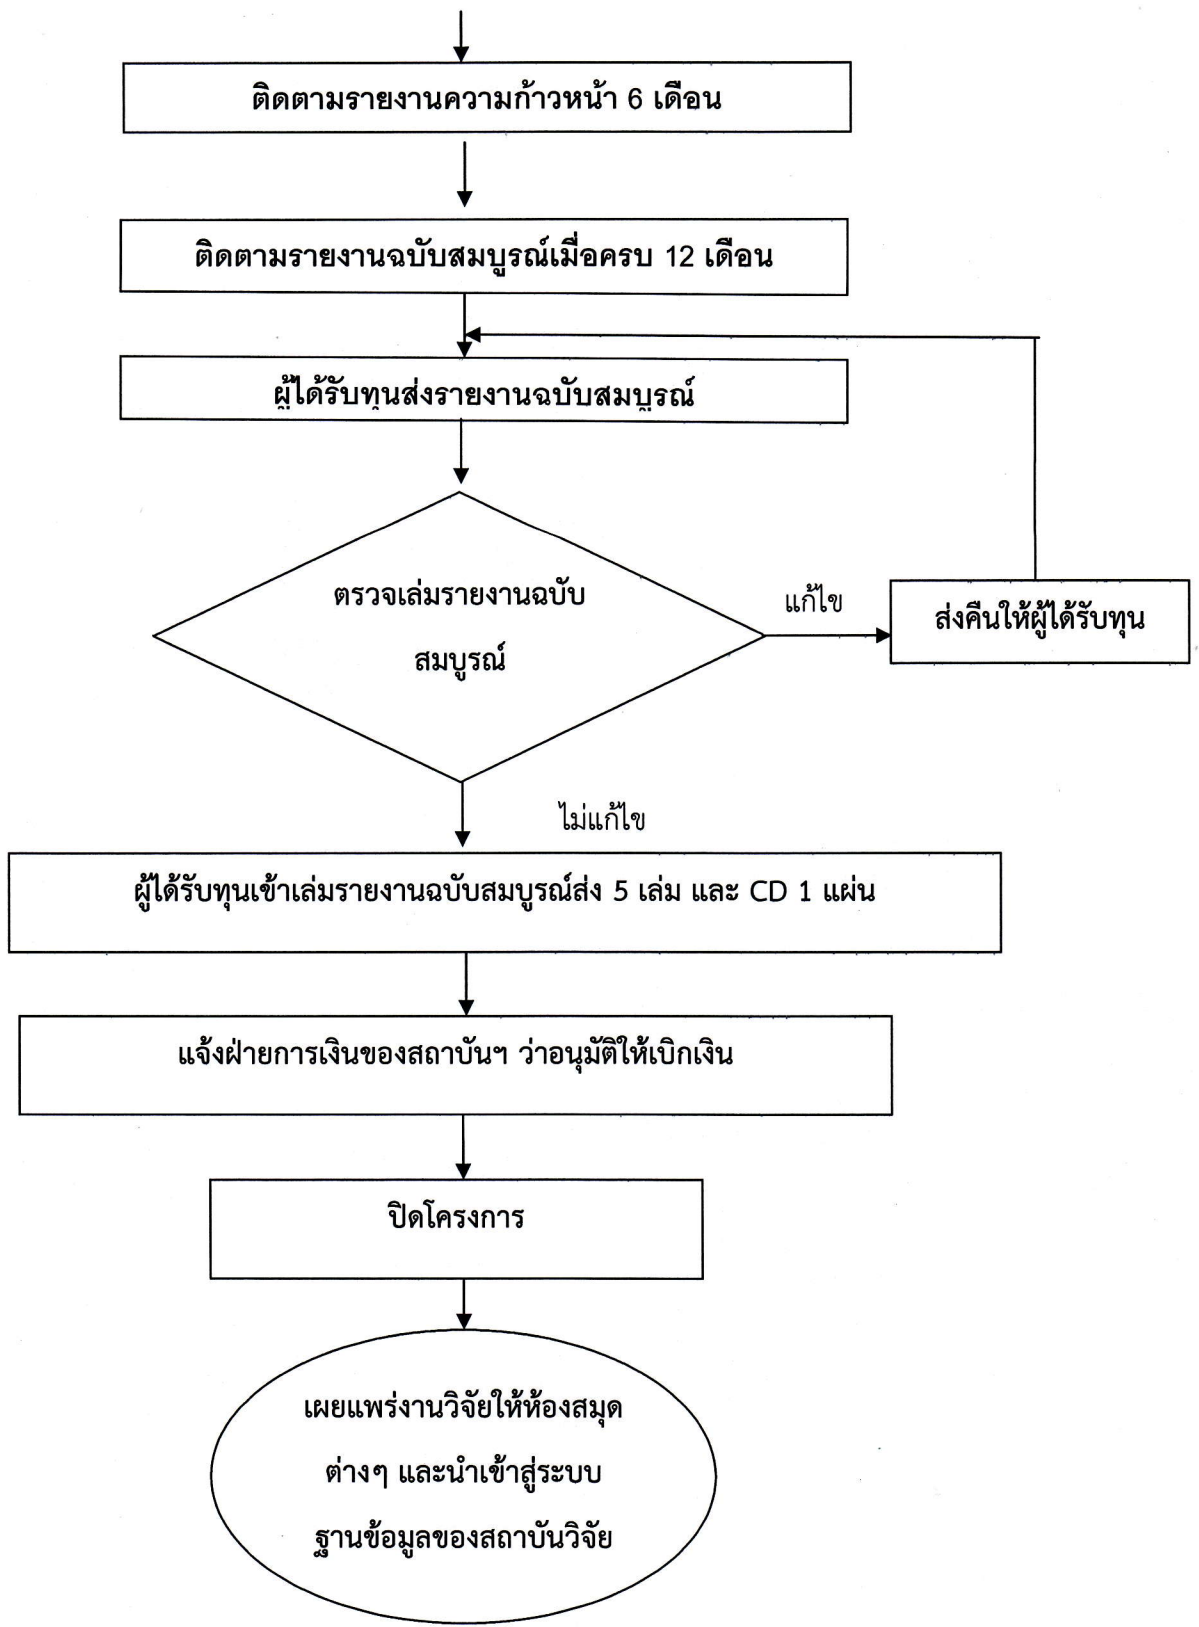 ติดตามรายงานความก้าวหน้า 6 เดือน
ติดตามรายงานฉบับสมบูรณ์เมื่อครบ 12 เดือน
ผู้ได้รับทุนส่งรายงานฉบับสมบูรณ์
ตรวจเล่มรายงานฉบับ
สมบูรณ์
แก้ไข
ส่งคืนให้ผู้ได้รับทุน
ไม่แก้ไข
ผู้ได้รับทุนเข้าเล่มรายงานฉบับสมบูรณ์ส่ง 5 เล่ม และ CD 1 แผ่น
แจ้งฝ่ายการเงินของสถาบันฯ ว่าอนุมัติให้เบิกเงิน
ปิดโครงการ
เผยแพร่งานวิจัยให้ห้องสมุด
ต่างๆ และนำเข้าสู่ระบบ
ฐานข้อมูลของสถาบันวิจัย